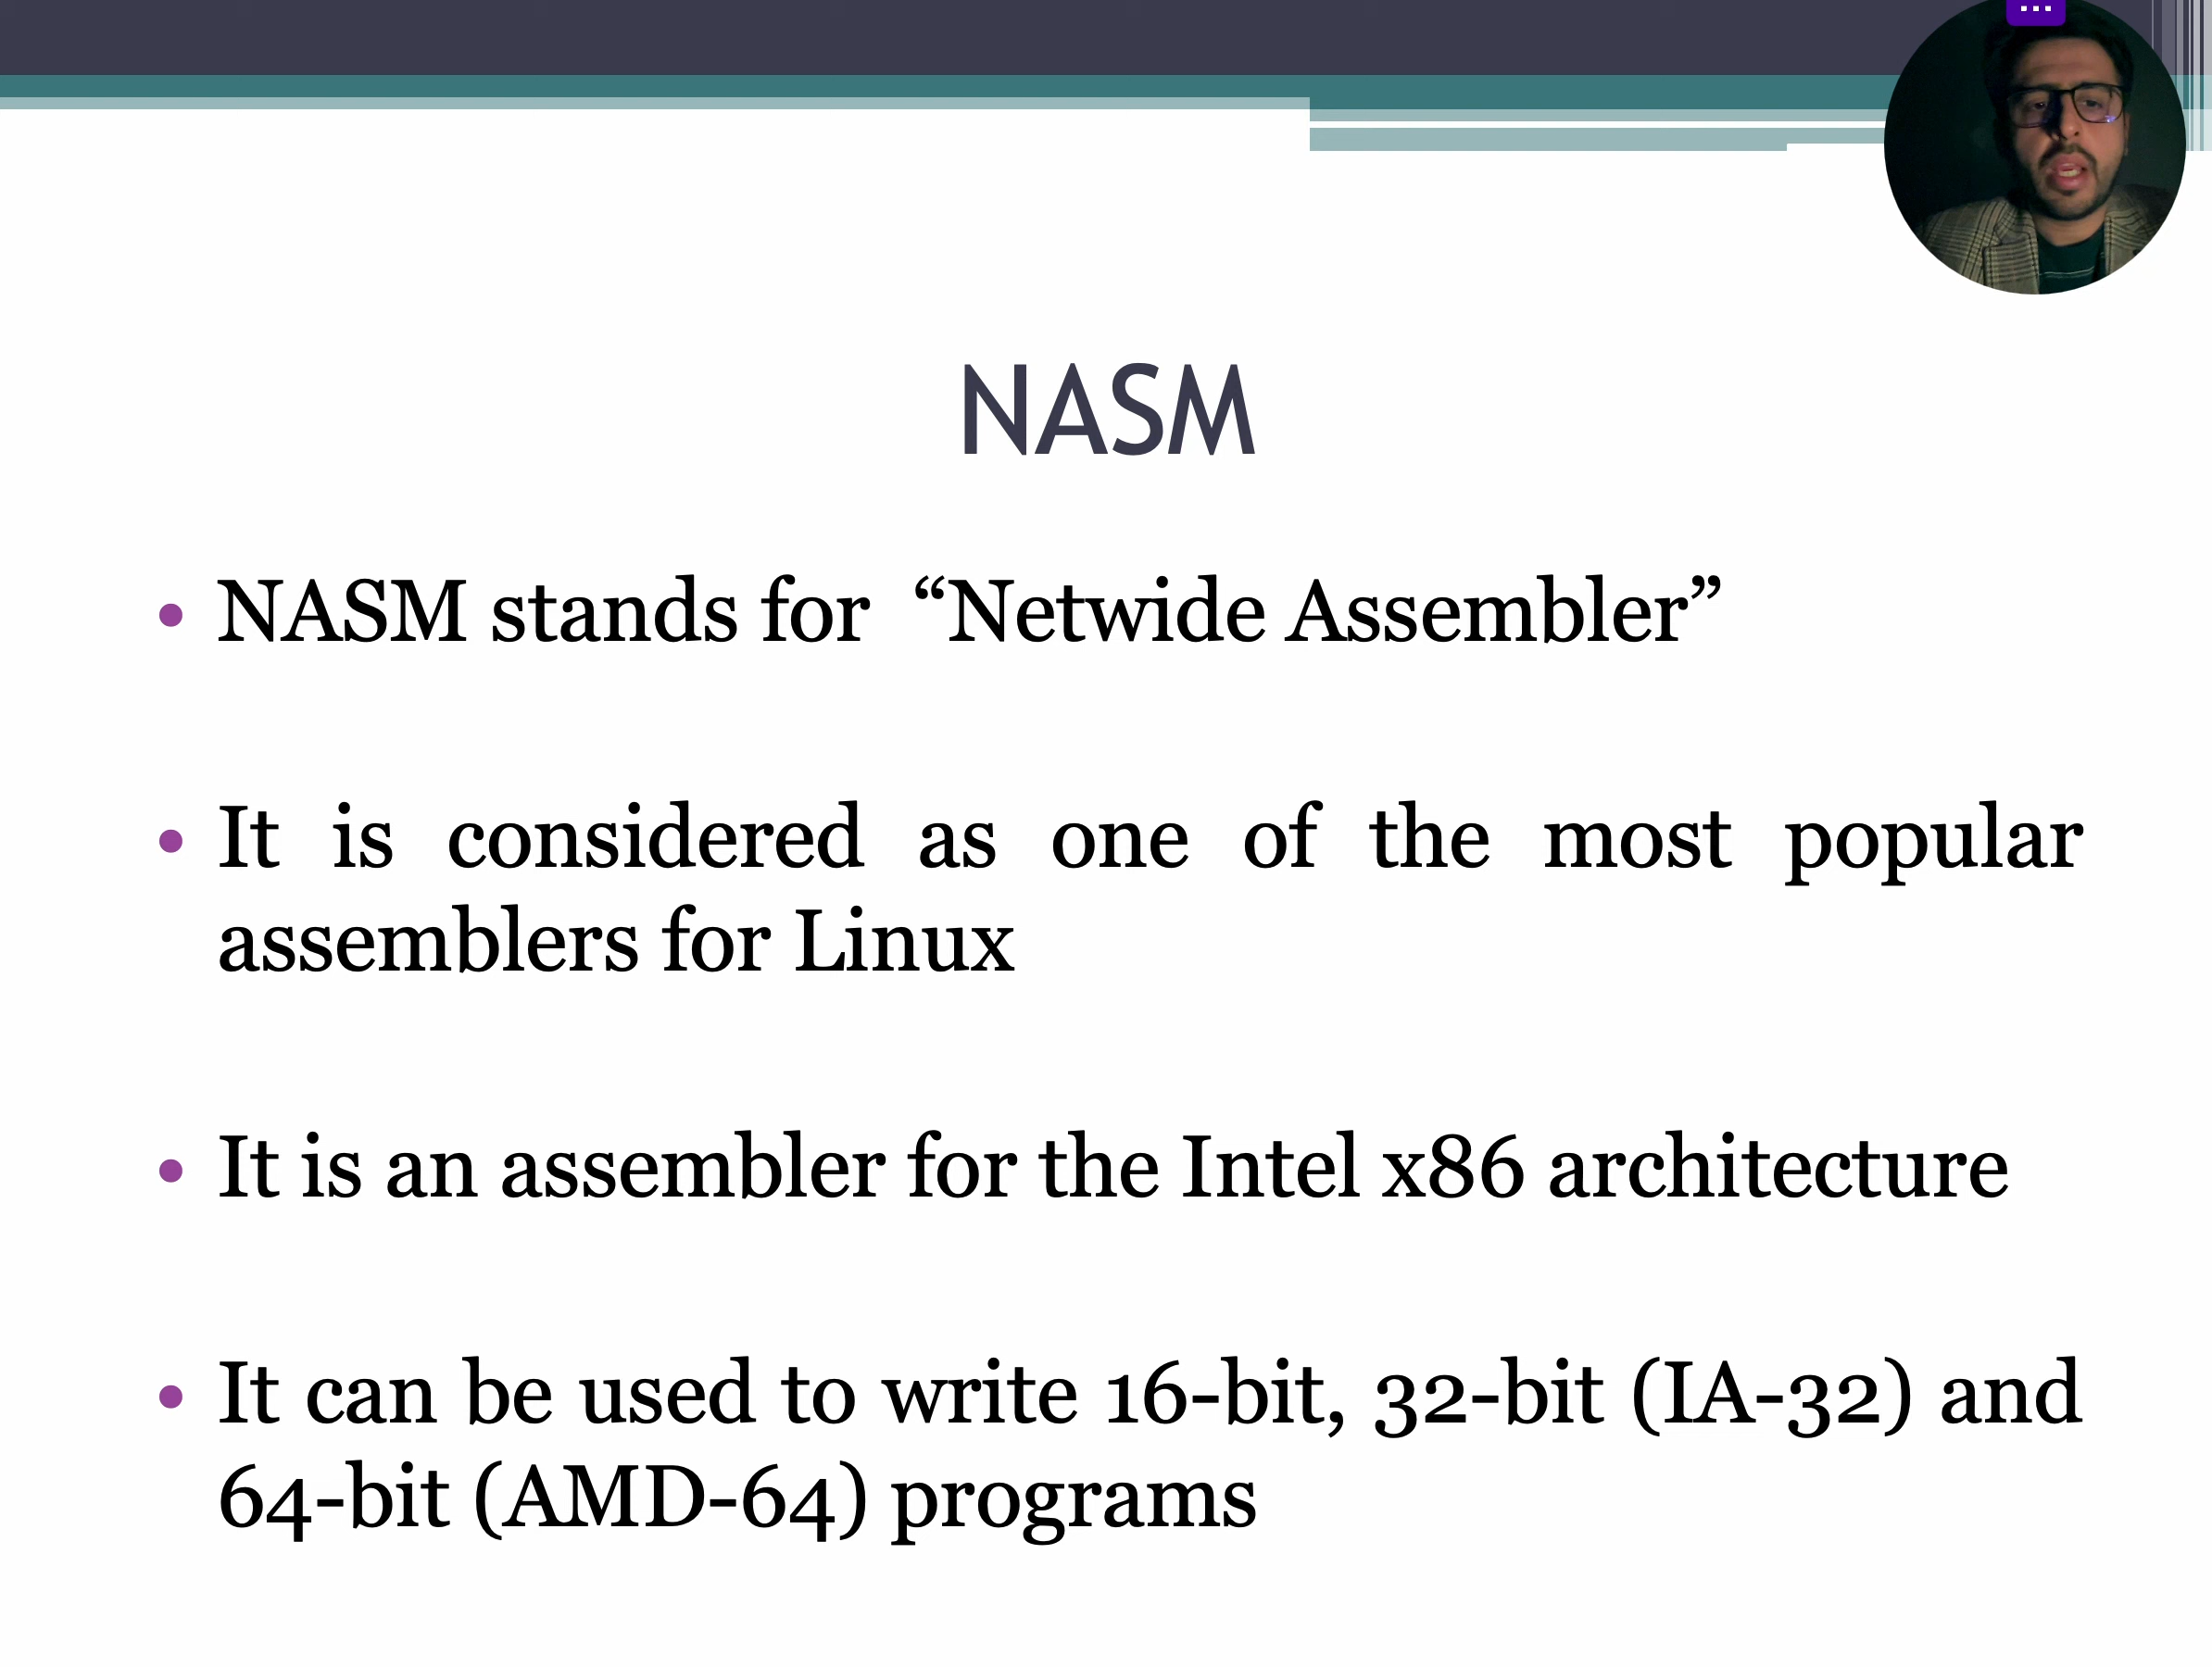 NASM
• NASM stands for “Netwide Assembler”
• It is considered as one of the most popular
assemblers for Linux
• It is an assembler for the Intel x86 architecture
• It can be used to write 16-bit, 32-bit (IA-32) and
64-bit (AMD-64) programs